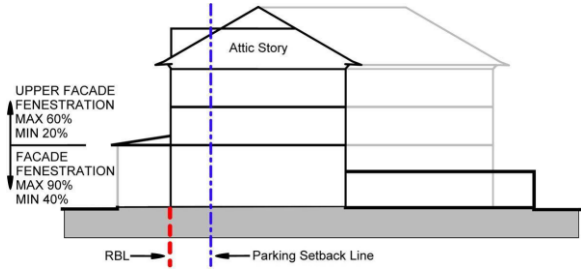 Attic Story
UPPER FACADE
FENESTRATION
MAX 60%
MIN 20%
FACADE
FENESTRATION
MAX 90%
MIN 40%
RBL
Parking Setback Line